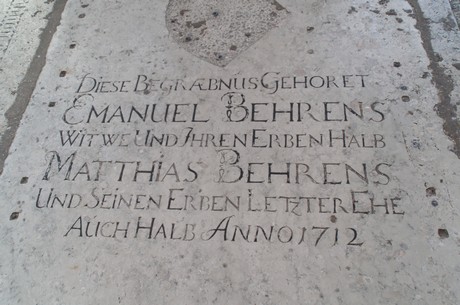 DIESE BEGRÆBNUS GEHORET
EMANUEL BEHRENS
WITWE UND IHREN ERBEN HALB
MATTHIAS BEHRENS
UND SEINEN ERBEN LETZTER EHE
AUCH HALB ANNO 1712